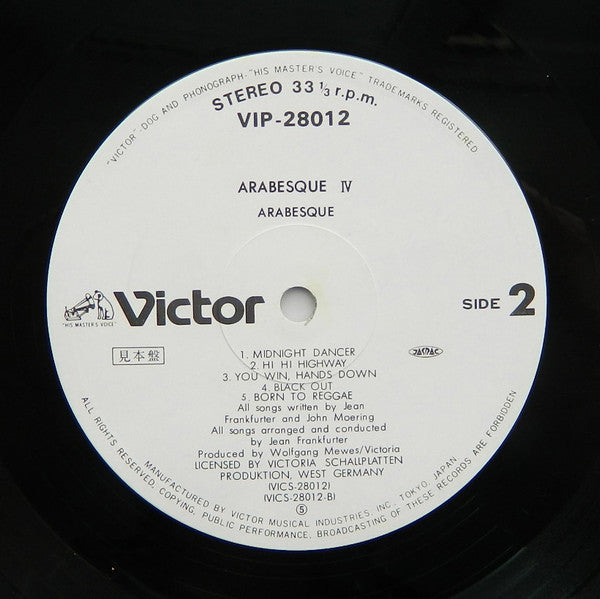 "VICTOR"-DOG AND PHONOGRAPH-"HIS MASTER'S VOICE" TRADEMARKS REGISTERED
STEREO 33 1/3 r.p.m.
VIP-28012
ARABESQUE IV
ARABESQUE
"HIS MASTER'S VOICE"
Victor
SIDE 2
見本盤
JASRAC
1. MIDNIGHT DANCER
2. HI HI HIGHWAY
3. YOU WIN, HANDS DOWN
4. BLACK OUT
5. BORN TO REGGAE
All songs written by Jean
Frankfurter and John Moering
All songs arranged and conducted
by Jean Frankfurter
Produced by Wolfgang Mewes/Victoria
LICENSED BY VICTORIA SCHALLPLATTEN
PRODUKTION, WEST GERMANY
(VICS-28012)
(VICS-28012-B)
⑤
MANUFACTURED BY VICTOR MUSICAL INDUSTRIES, INC., TOKYO, JAPAN
ALL RIGHTS RESERVED, COPYING, PUBLIC PERFORMANCE, BROADCASTING OF THESE RECORDS ARE FORBIDDEN